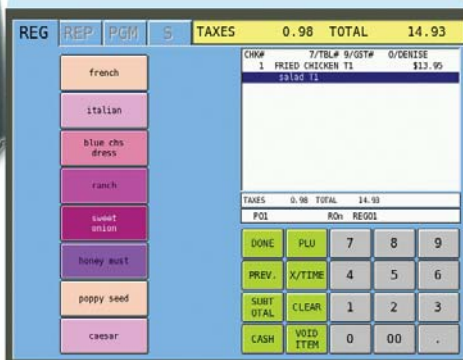 REG REP PGM S TAXES 0.98 TOTAL 14.93
french
italian
blue chs
dress
ranch
sweet
onion
honey must
poppy seed
caesar
CHK# 7/TBL# 9/GST# 0/DENISE
1 FRIED CHICKEN T1 $13.95
salad T1
TAXES 0.98 TOTAL 14.93
PO1 ROn REG01
DONE PLU 7 8 9
PREV. X/TIME 4 5 6
SUBT
OTAL CLEAR 1 2 3
CASH VOID
ITEM 0 00 .